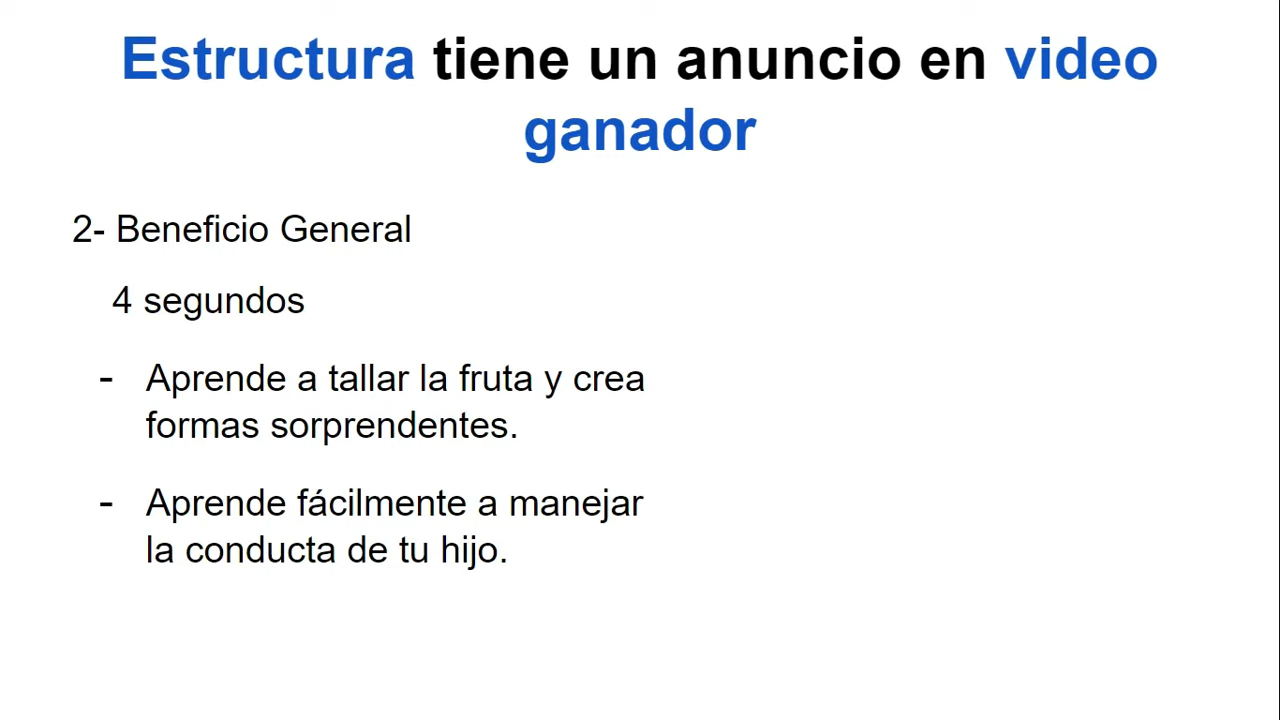 Estructura tiene un anuncio en video
ganador
2- Beneficio General
4 segundos
- Aprende a tallar la fruta y crea
formas sorprendentes.
- Aprende fácilmente a manejar
la conducta de tu hijo.